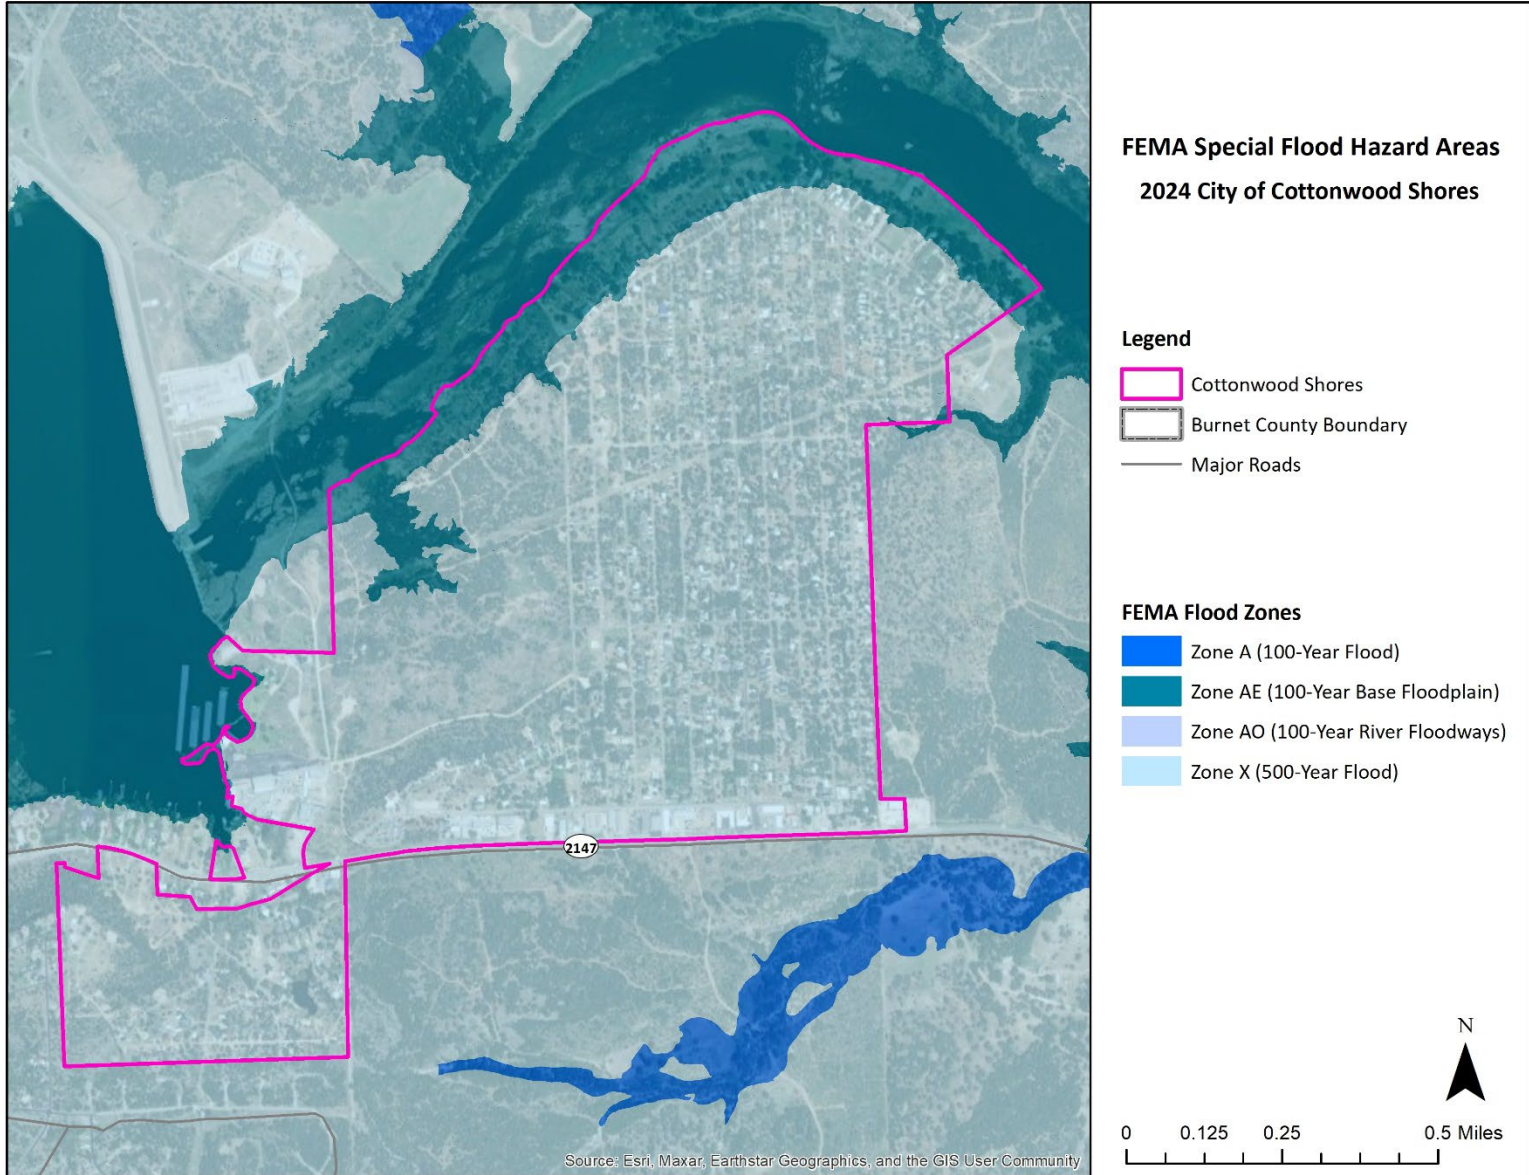 FEMA Special Flood Hazard Areas
2024 City of Cottonwood Shores
Legend
Cottonwood Shores
Burnet County Boundary
Major Roads
FEMA Flood Zones
Zone A (100-Year Flood)
Zone AE (100-Year Base Floodplain)
Zone AO (100-Year River Floodways)
Zone X (500-Year Flood)
2147
N
0 0.125 0.25 0.5 Miles
Source: Esri, Maxar, Earthstar Geographics, and the GIS User Community